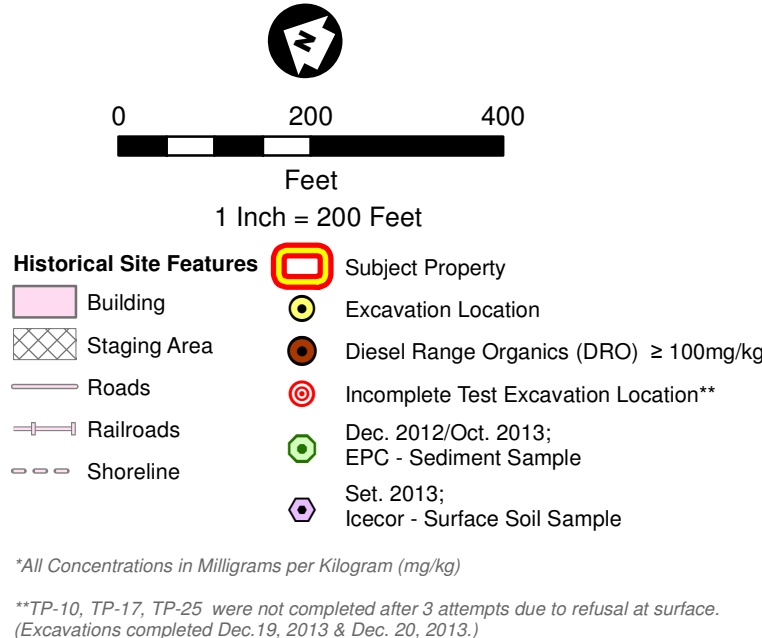 N
0 200 400
Feet
1 Inch = 200 Feet
Historical Site Features
Building
Staging Area
Roads
Railroads
Shoreline
Subject Property
Excavation Location
Diesel Range Organics (DRO) ≥ 100mg/kg
Incomplete Test Excavation Location**
Dec. 2012/Oct. 2013;
EPC - Sediment Sample
Set. 2013;
Icecor - Surface Soil Sample
*All Concentrations in Milligrams per Kilogram (mg/kg)
**TP-10, TP-17, TP-25 were not completed after 3 attempts due to refusal at surface.
(Excavations completed Dec.19, 2013 & Dec. 20, 2013.)